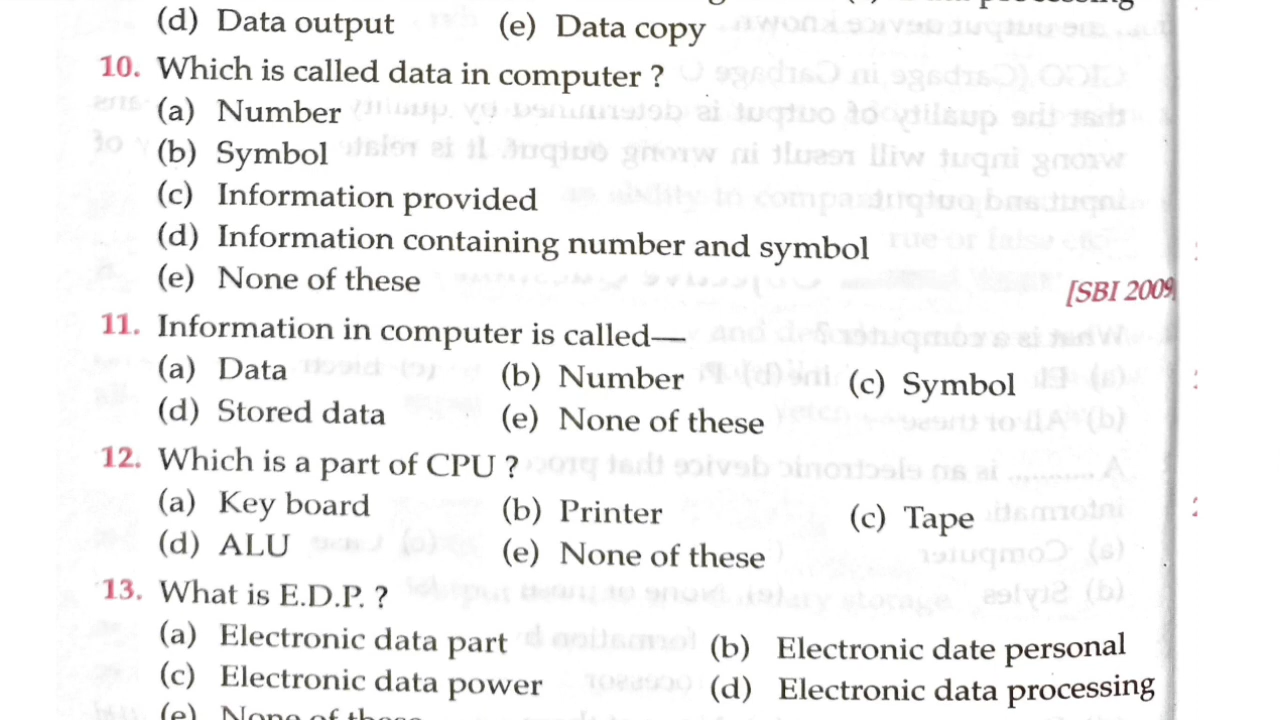 (d) Data output (e) Data copy
10. Which is called data in computer ?
(a) Number
(b) Symbol
(c) Information provided
(d) Information containing number and symbol
(e) None of these [SBI 2009]
11. Information in computer is called—
(a) Data (b) Number (c) Symbol
(d) Stored data (e) None of these
12. Which is a part of CPU ?
(a) Key board (b) Printer (c) Tape
(d) ALU (e) None of these
13. What is E.D.P. ?
(a) Electronic data part (b) Electronic date personal
(c) Electronic data power (d) Electronic data processing
(e) None of these